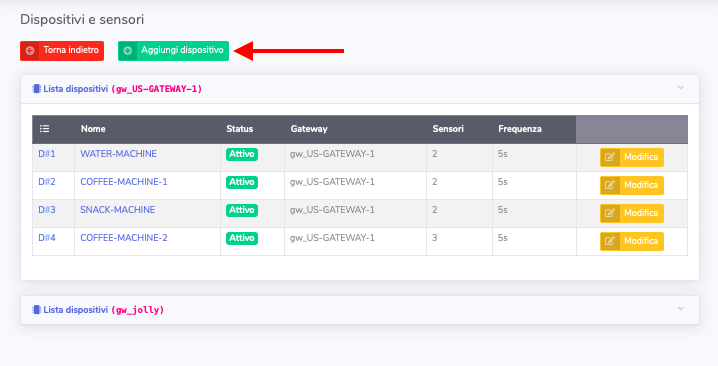 Dispositivi e sensori
Torna indietro Aggiungi dispositivo
Lista dispositivi (gw_US-GATEWAY-1)
Nome Status Gateway Sensori Frequenza
D#1 WATER-MACHINE Attivo gw_US-GATEWAY-1 2 5s Modifica
D#2 COFFEE-MACHINE-1 Attivo gw_US-GATEWAY-1 2 5s Modifica
D#3 SNACK-MACHINE Attivo gw_US-GATEWAY-1 2 5s Modifica
D#4 COFFEE-MACHINE-2 Attivo gw_US-GATEWAY-1 3 5s Modifica
Lista dispositivi (gw_jolly)